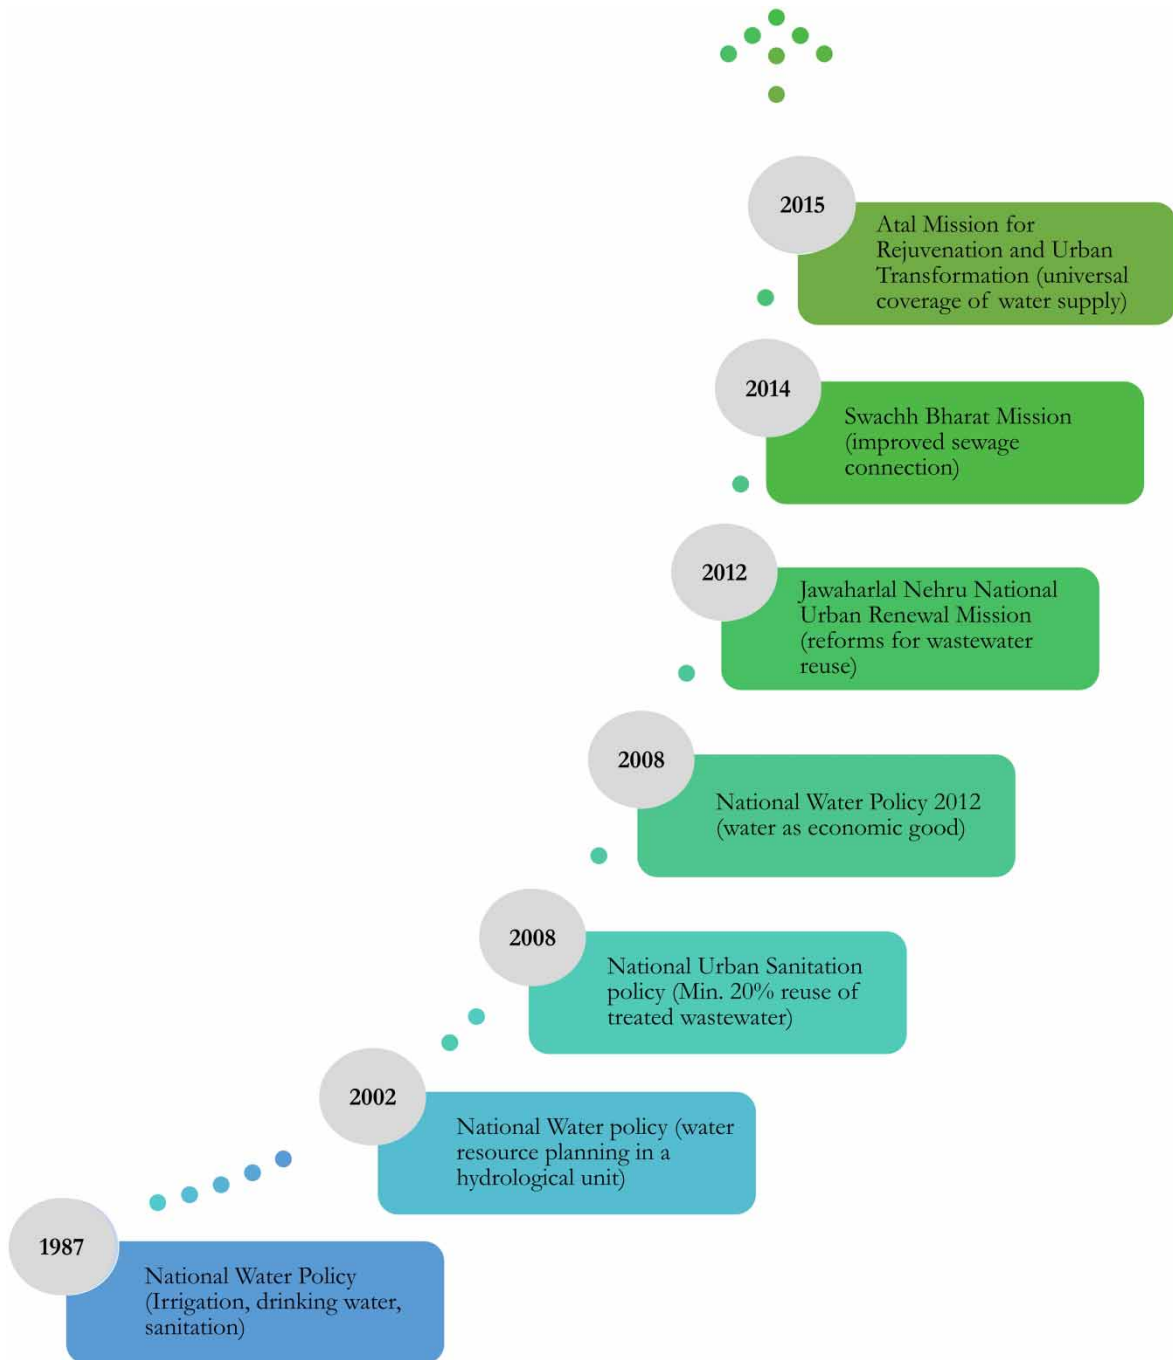 2015
Atal Mission for
Rejuvenation and Urban
Transformation (universal
coverage of water supply)
2014
Swachh Bharat Mission
(improved sewage
connection)
2012
Jawaharlal Nehru National
Urban Renewal Mission
(reforms for wastewater
reuse)
2008
National Water Policy 2012
(water as economic good)
2008
National Urban Sanitation
policy (Min. 20% reuse of
treated wastewater)
2002
National Water policy (water
resource planning in a
hydrological unit)
1987
National Water Policy
(Irrigation, drinking water,
sanitation)